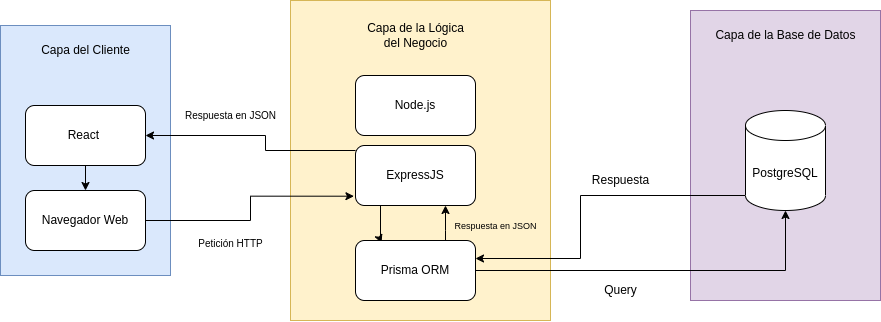 Capa del Cliente
React
Navegador Web
Respuesta en JSON
Petición HTTP
Capa de la Lógica
del Negocio
Node.js
ExpressJS
Respuesta en JSON
Prisma ORM
Respuesta
Query
Capa de la Base de Datos
PostgreSQL